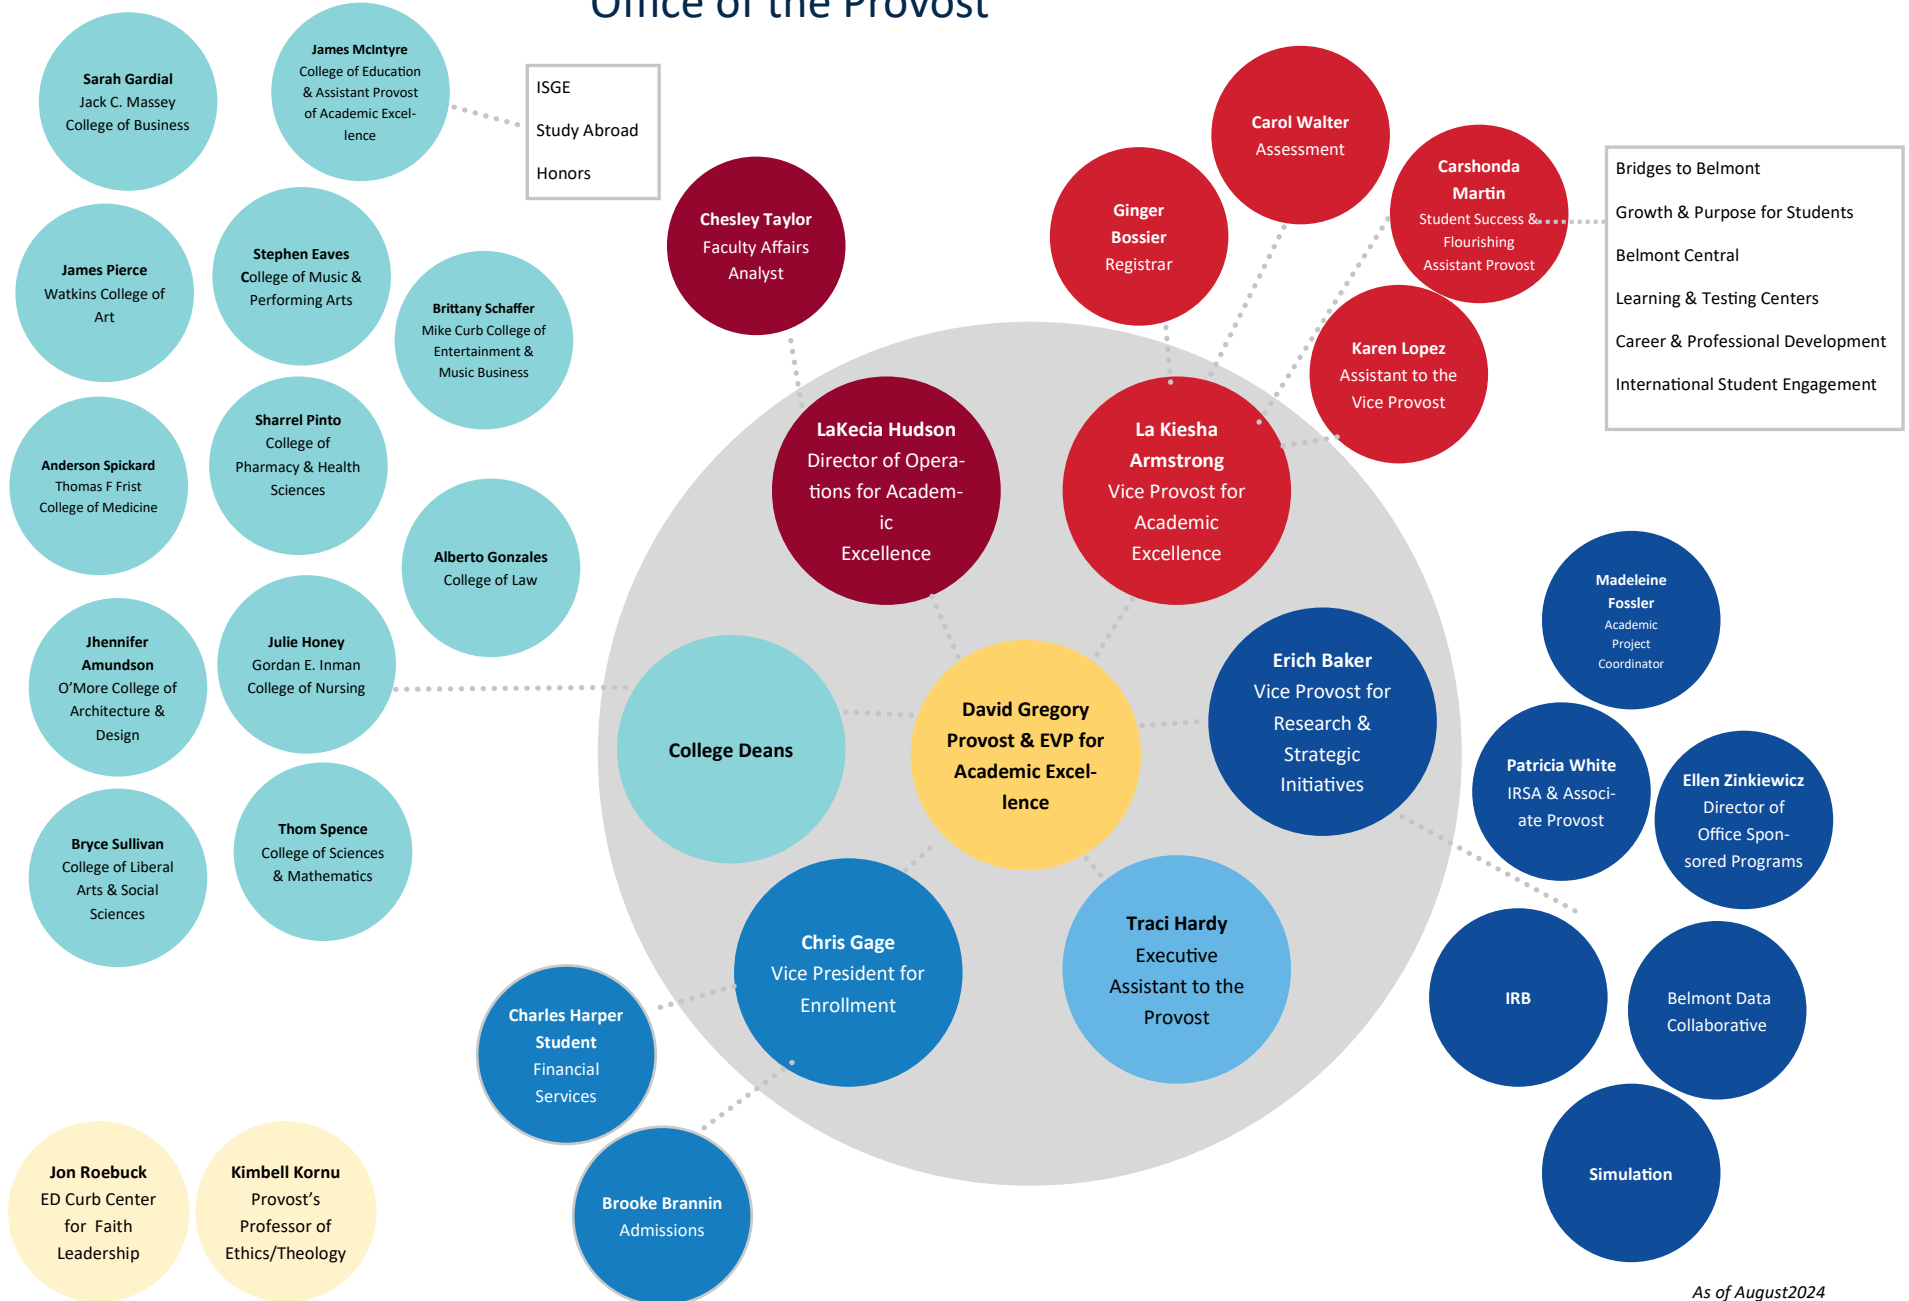 Office of the Provost
Sarah Gardial
Jack C. Massey
College of Business
James McIntyre
College of Education
& Assistant Provost
of Academic Excel-
lence
ISGE
Study Abroad
Honors
James Pierce
Watkins College of
Art
Stephen Eaves
College of Music &
Performing Arts
Brittany Schaffer
Mike Curb College of
Entertainment &
Music Business
Anderson Spickard
Thomas F Frist
College of Medicine
Sharrel Pinto
College of
Pharmacy & Health
Sciences
Alberto Gonzales
College of Law
Jhennifer
Amundson
O’More College of
Architecture &
Design
Julie Honey
Gordan E. Inman
College of Nursing
Bryce Sullivan
College of Liberal
Arts & Social
Sciences
Thom Spence
College of Sciences
& Mathematics
Chesley Taylor
Faculty Affairs
Analyst
Ginger
Bossier
Registrar
Carol Walter
Assessment
Carshonda
Martin
Student Success &
Flourishing
Assistant Provost
Bridges to Belmont
Growth & Purpose for Students
Belmont Central
Learning & Testing Centers
Career & Professional Development
International Student Engagement
Karen Lopez
Assistant to the
Vice Provost
LaKecia Hudson
Director of Opera-
tions for Academ-
ic
Excellence
La Kiesha
Armstrong
Vice Provost for
Academic
Excellence
College Deans
David Gregory
Provost & EVP for
Academic Excel-
lence
Erich Baker
Vice Provost for
Research &
Strategic
Initiatives
Chris Gage
Vice President for
Enrollment
Traci Hardy
Executive
Assistant to the
Provost
Madeleine
Fossler
Academic
Project
Coordinator
Patricia White
IRSA & Associ-
ate Provost
Ellen Zinkiewicz
Director of
Office Spon-
sored Programs
IRB
Belmont Data
Collaborative
Simulation
Charles Harper
Student
Financial
Services
Brooke Brannin
Admissions
Jon Roebuck
ED Curb Center
for Faith
Leadership
Kimbell Kornu
Provost’s
Professor of
Ethics/Theology
As of August2024